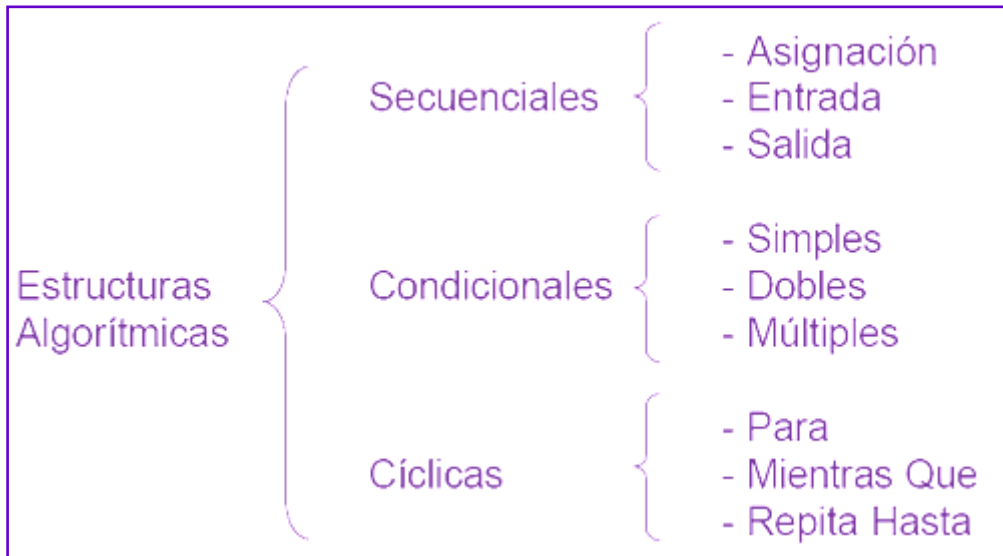 Estructuras
Algorítmicas
Secuenciales
- Asignación
- Entrada
- Salida
Condicionales
- Simples
- Dobles
- Múltiples
Cíclicas
- Para
- Mientras Que
- Repita Hasta